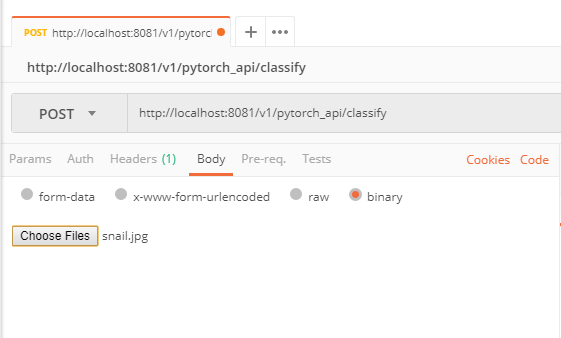 POST http://localhost:8081/v1/pytorc
http://localhost:8081/v1/pytorch_api/classify
POST http://localhost:8081/v1/pytorch_api/classify
Params Auth Headers (1) Body Pre-req. Tests Cookies Code
form-data x-www-form-urlencoded raw binary
Choose Files snail.jpg